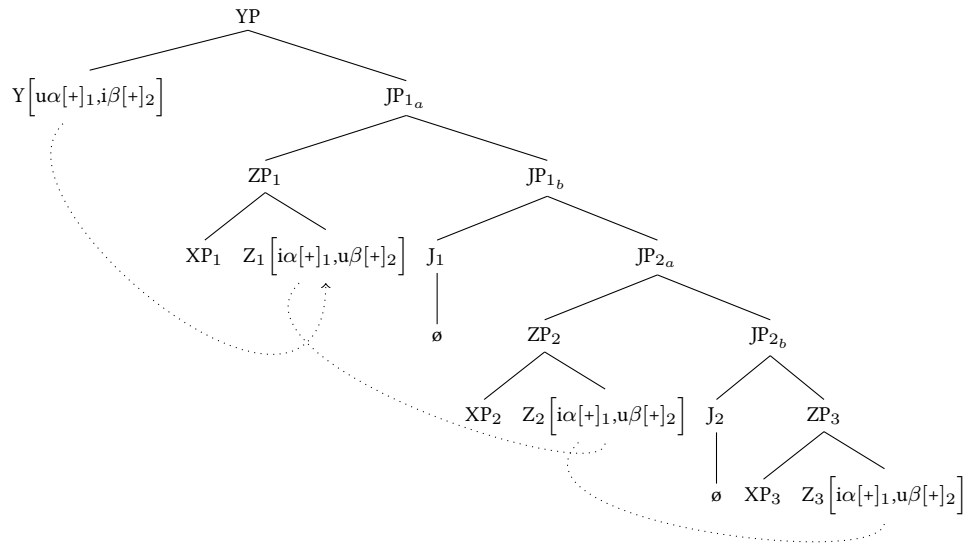 YP
Y[uα[+]₁,iβ[+]₂]
JP₁ₐ
ZP₁
JP₁b
XP₁
Z₁[iα[+]₁,uβ[+]₂]
J₁
JP₂ₐ
ø
ZP₂
JP₂b
XP₂
Z₂[iα[+]₁,uβ[+]₂]
J₂
ZP₃
ø
XP₃
Z₃[iα[+]₁,uβ[+]₂]